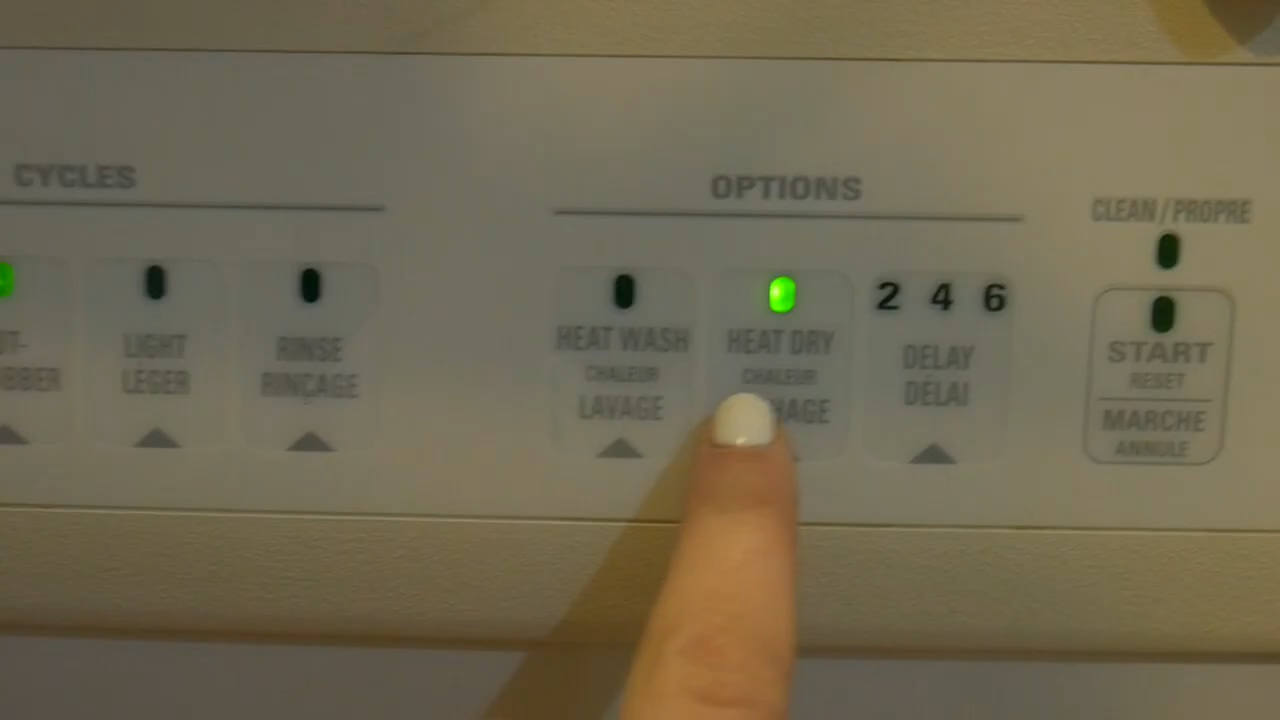 CYCLES
LIGHT
LEGER
RINSE
RINÇAGE
OPTIONS
HEAT WASH
CHALEUR
LAVAGE
HEAT DRY
CHALEUR
2 4 6
DELAY
DELAI
CLEAN / PROPRE
START
RESET
MARCHE
ANNULE